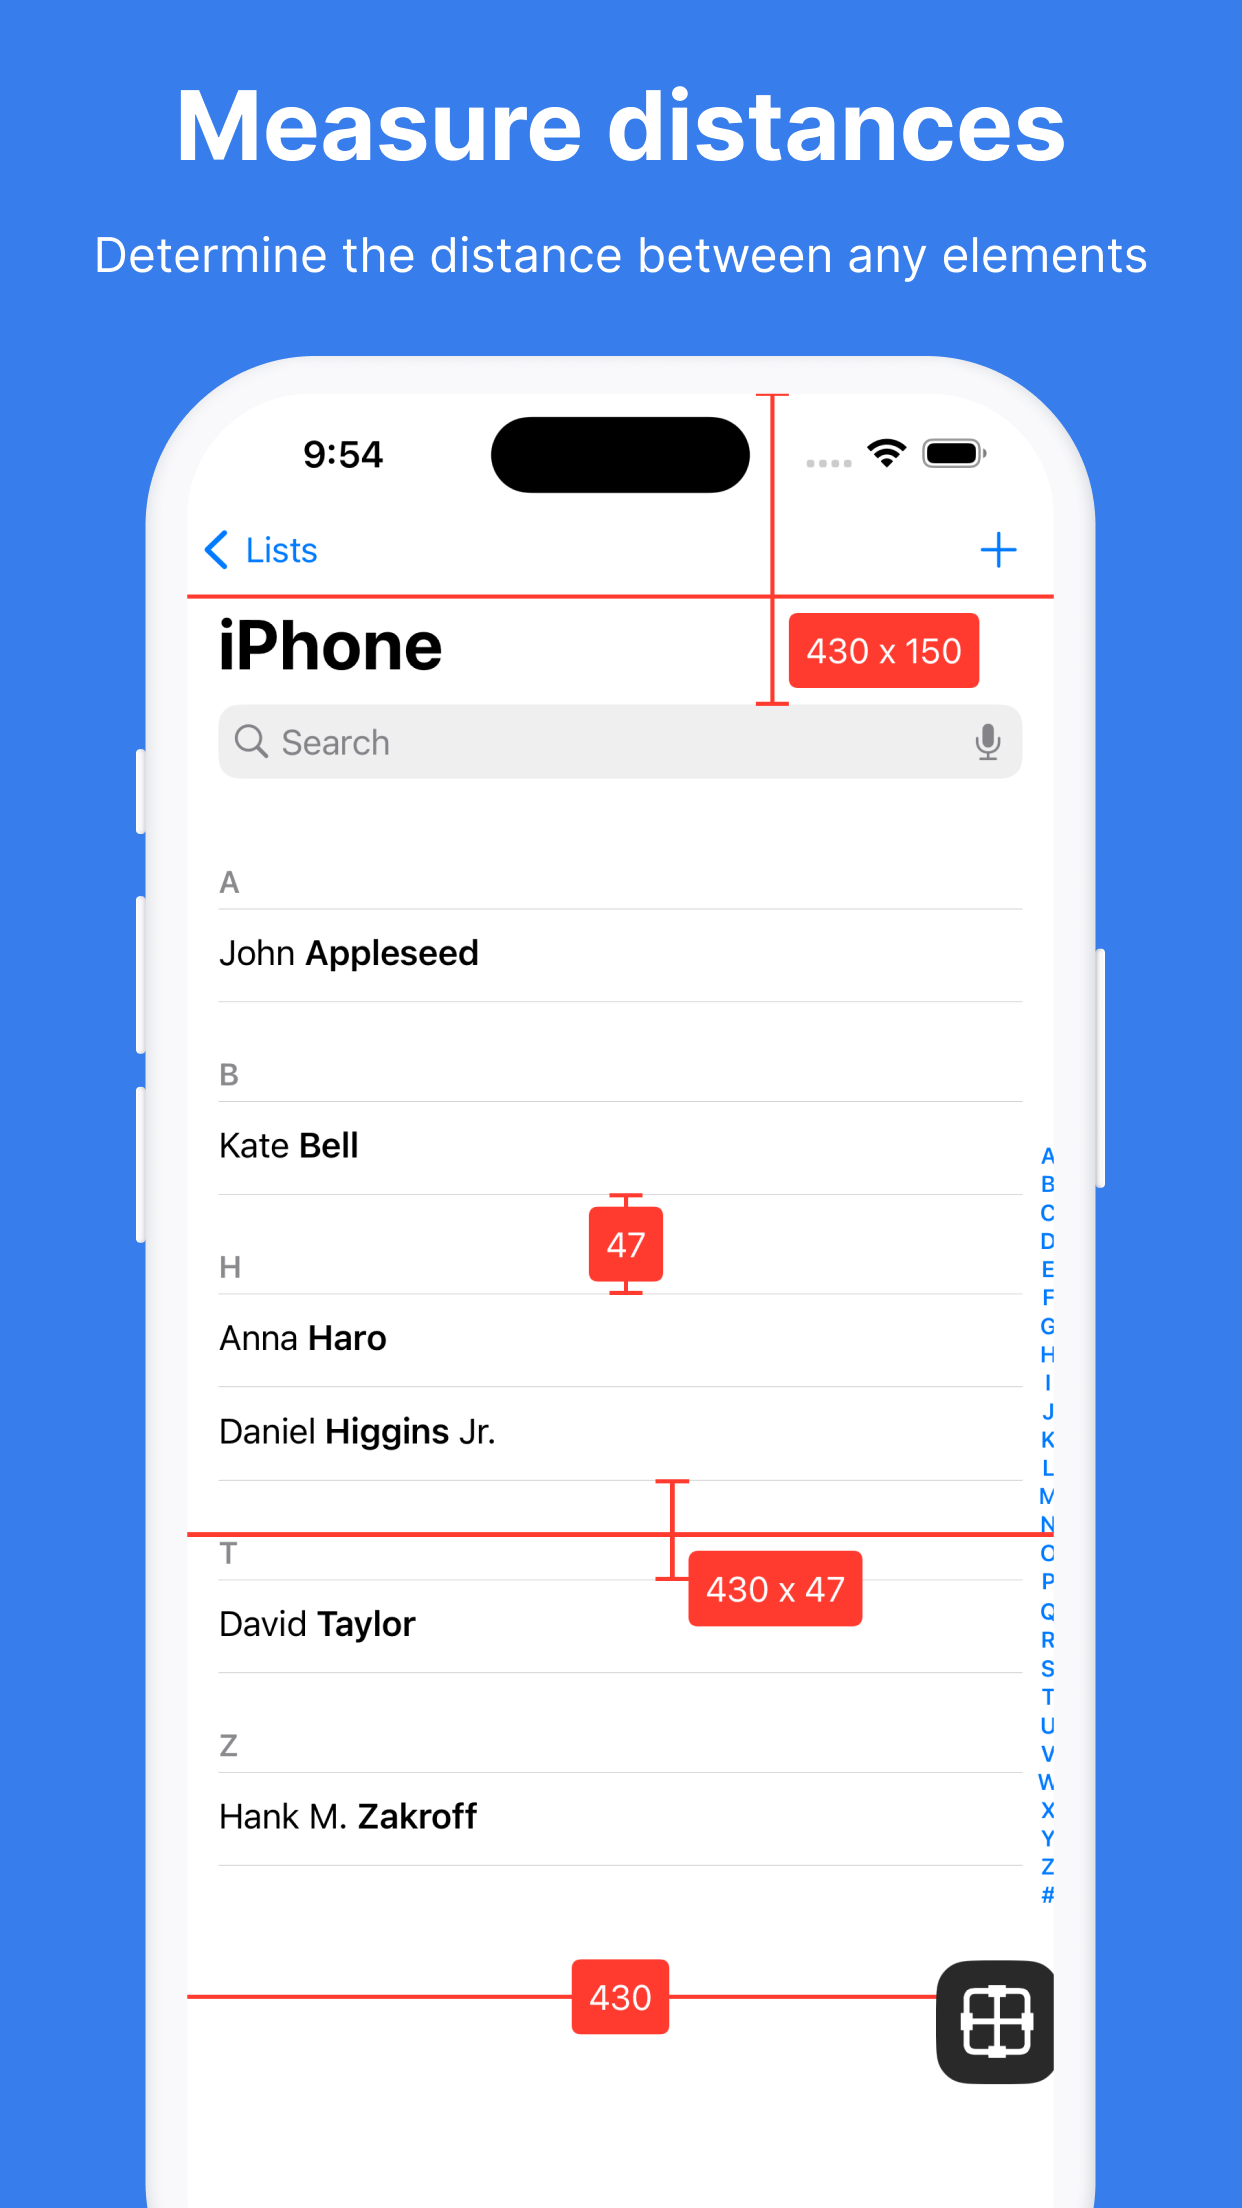 Measure distances
Determine the distance between any elements
9:54
Lists
iPhone
430 x 150
Search
A
John Appleseed
B
Kate Bell
47
H
Anna Haro
Daniel Higgins Jr.
T
430 x 47
David Taylor
Z
Hank M. Zakroff
430
A
B
C
D
E
F
G
H
I
J
K
L
M
N
O
P
Q
R
S
T
U
V
W
X
Y
Z
#